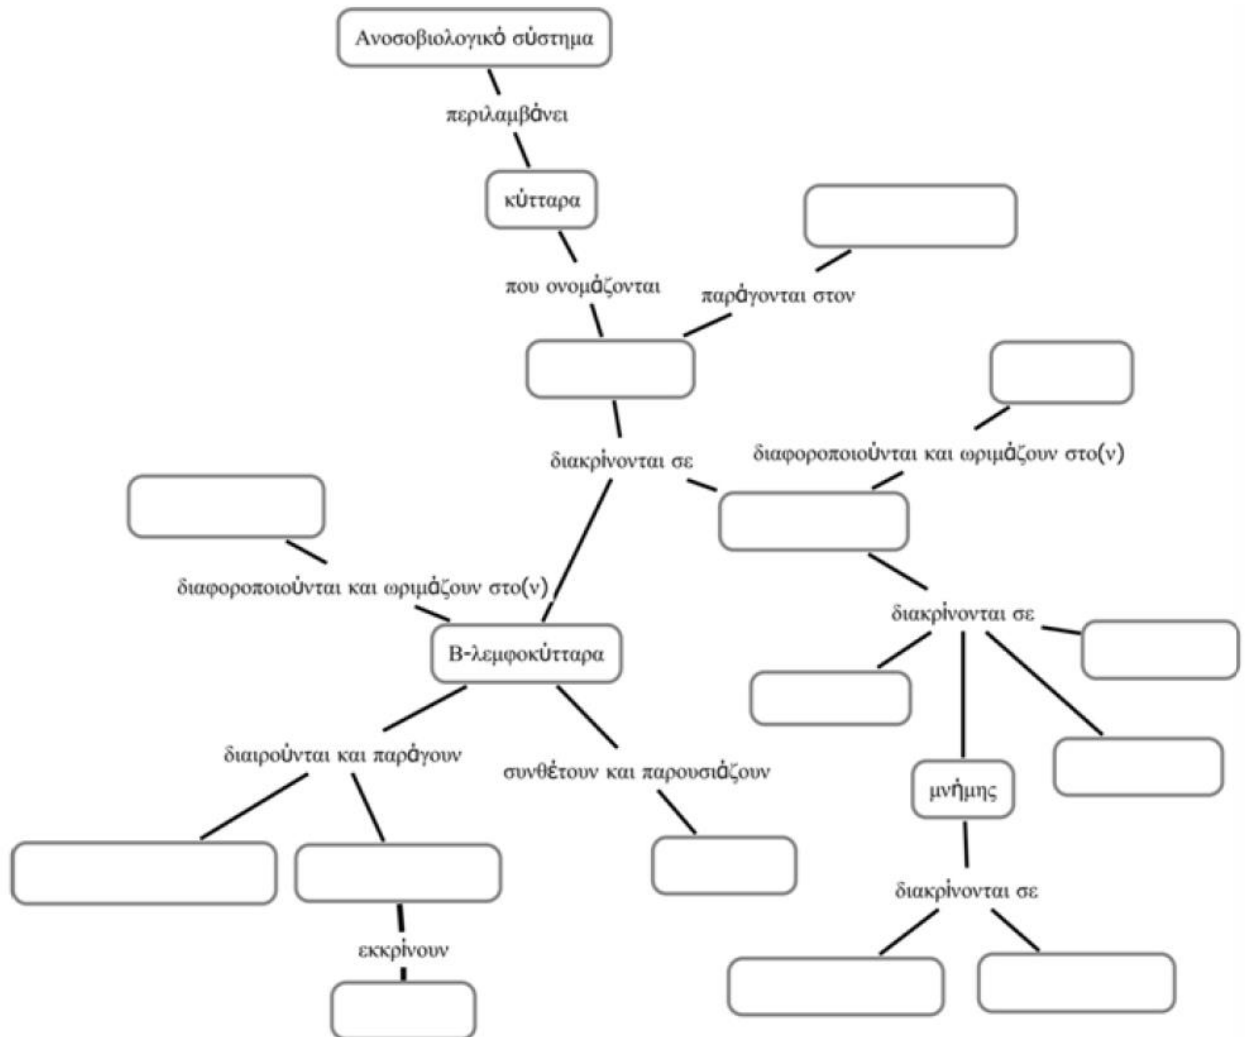 Ανοσοβιολογικό σύστημα
περιλαμβάνει
κύτταρα
που ονομάζονται
παράγονται στον
διακρίνονται σε
διαφοροποιούνται και ωριμάζουν στο(ν)
διαφοροποιούνται και ωριμάζουν στο(ν)
διακρίνονται σε
Β-λεμφοκύτταρα
διαιρούνται και παράγουν
συνθέτουν και παρουσιάζουν
μνήμης
διακρίνονται σε
εκκρίνουν